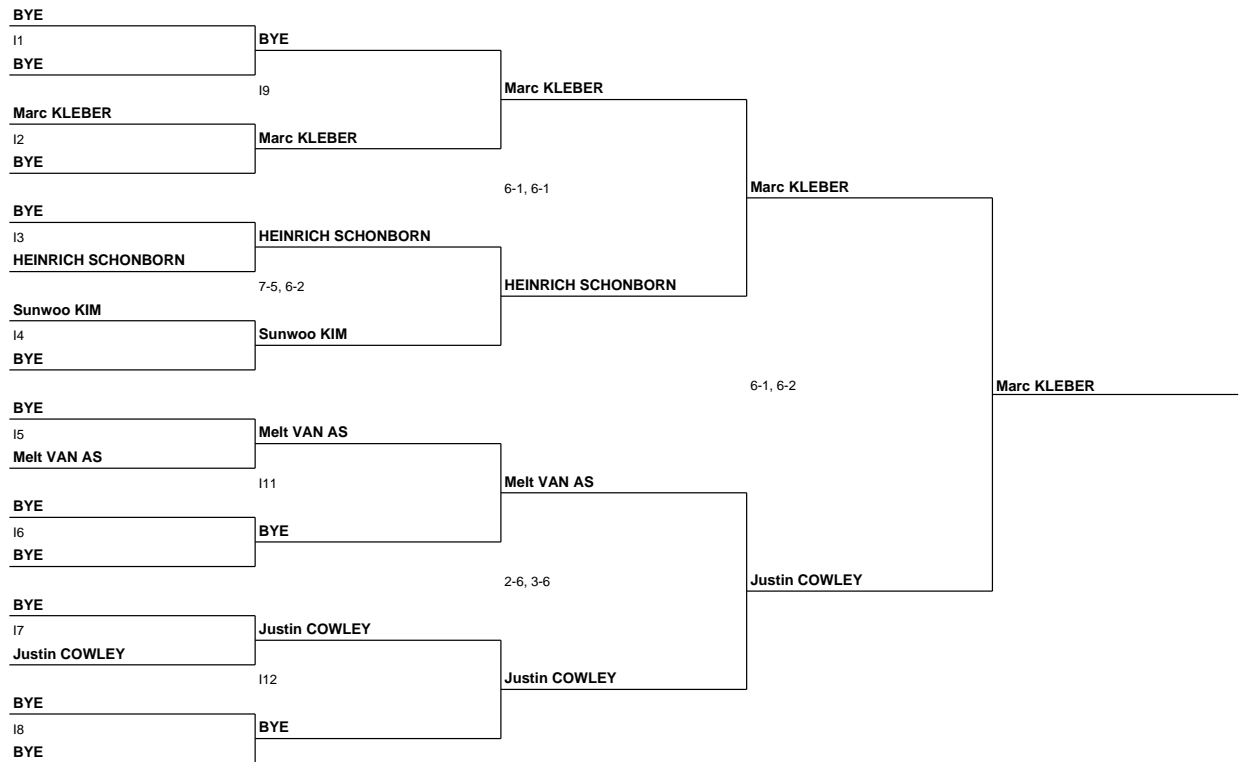 BYE
I1
BYE
BYE
I9
Marc KLEBER
Marc KLEBER
I2
Marc KLEBER
BYE
6-1, 6-1
Marc KLEBER
BYE
I3
HEINRICH SCHONBORN
HEINRICH SCHONBORN
7-5, 6-2
HEINRICH SCHONBORN
Sunwoo KIM
I4
Sunwoo KIM
BYE
6-1, 6-2
Marc KLEBER
BYE
I5
Melt VAN AS
Melt VAN AS
I11
Melt VAN AS
BYE
I6
BYE
BYE
2-6, 3-6
Justin COWLEY
BYE
I7
Justin COWLEY
Justin COWLEY
I12
Justin COWLEY
BYE
I8
BYE
BYE